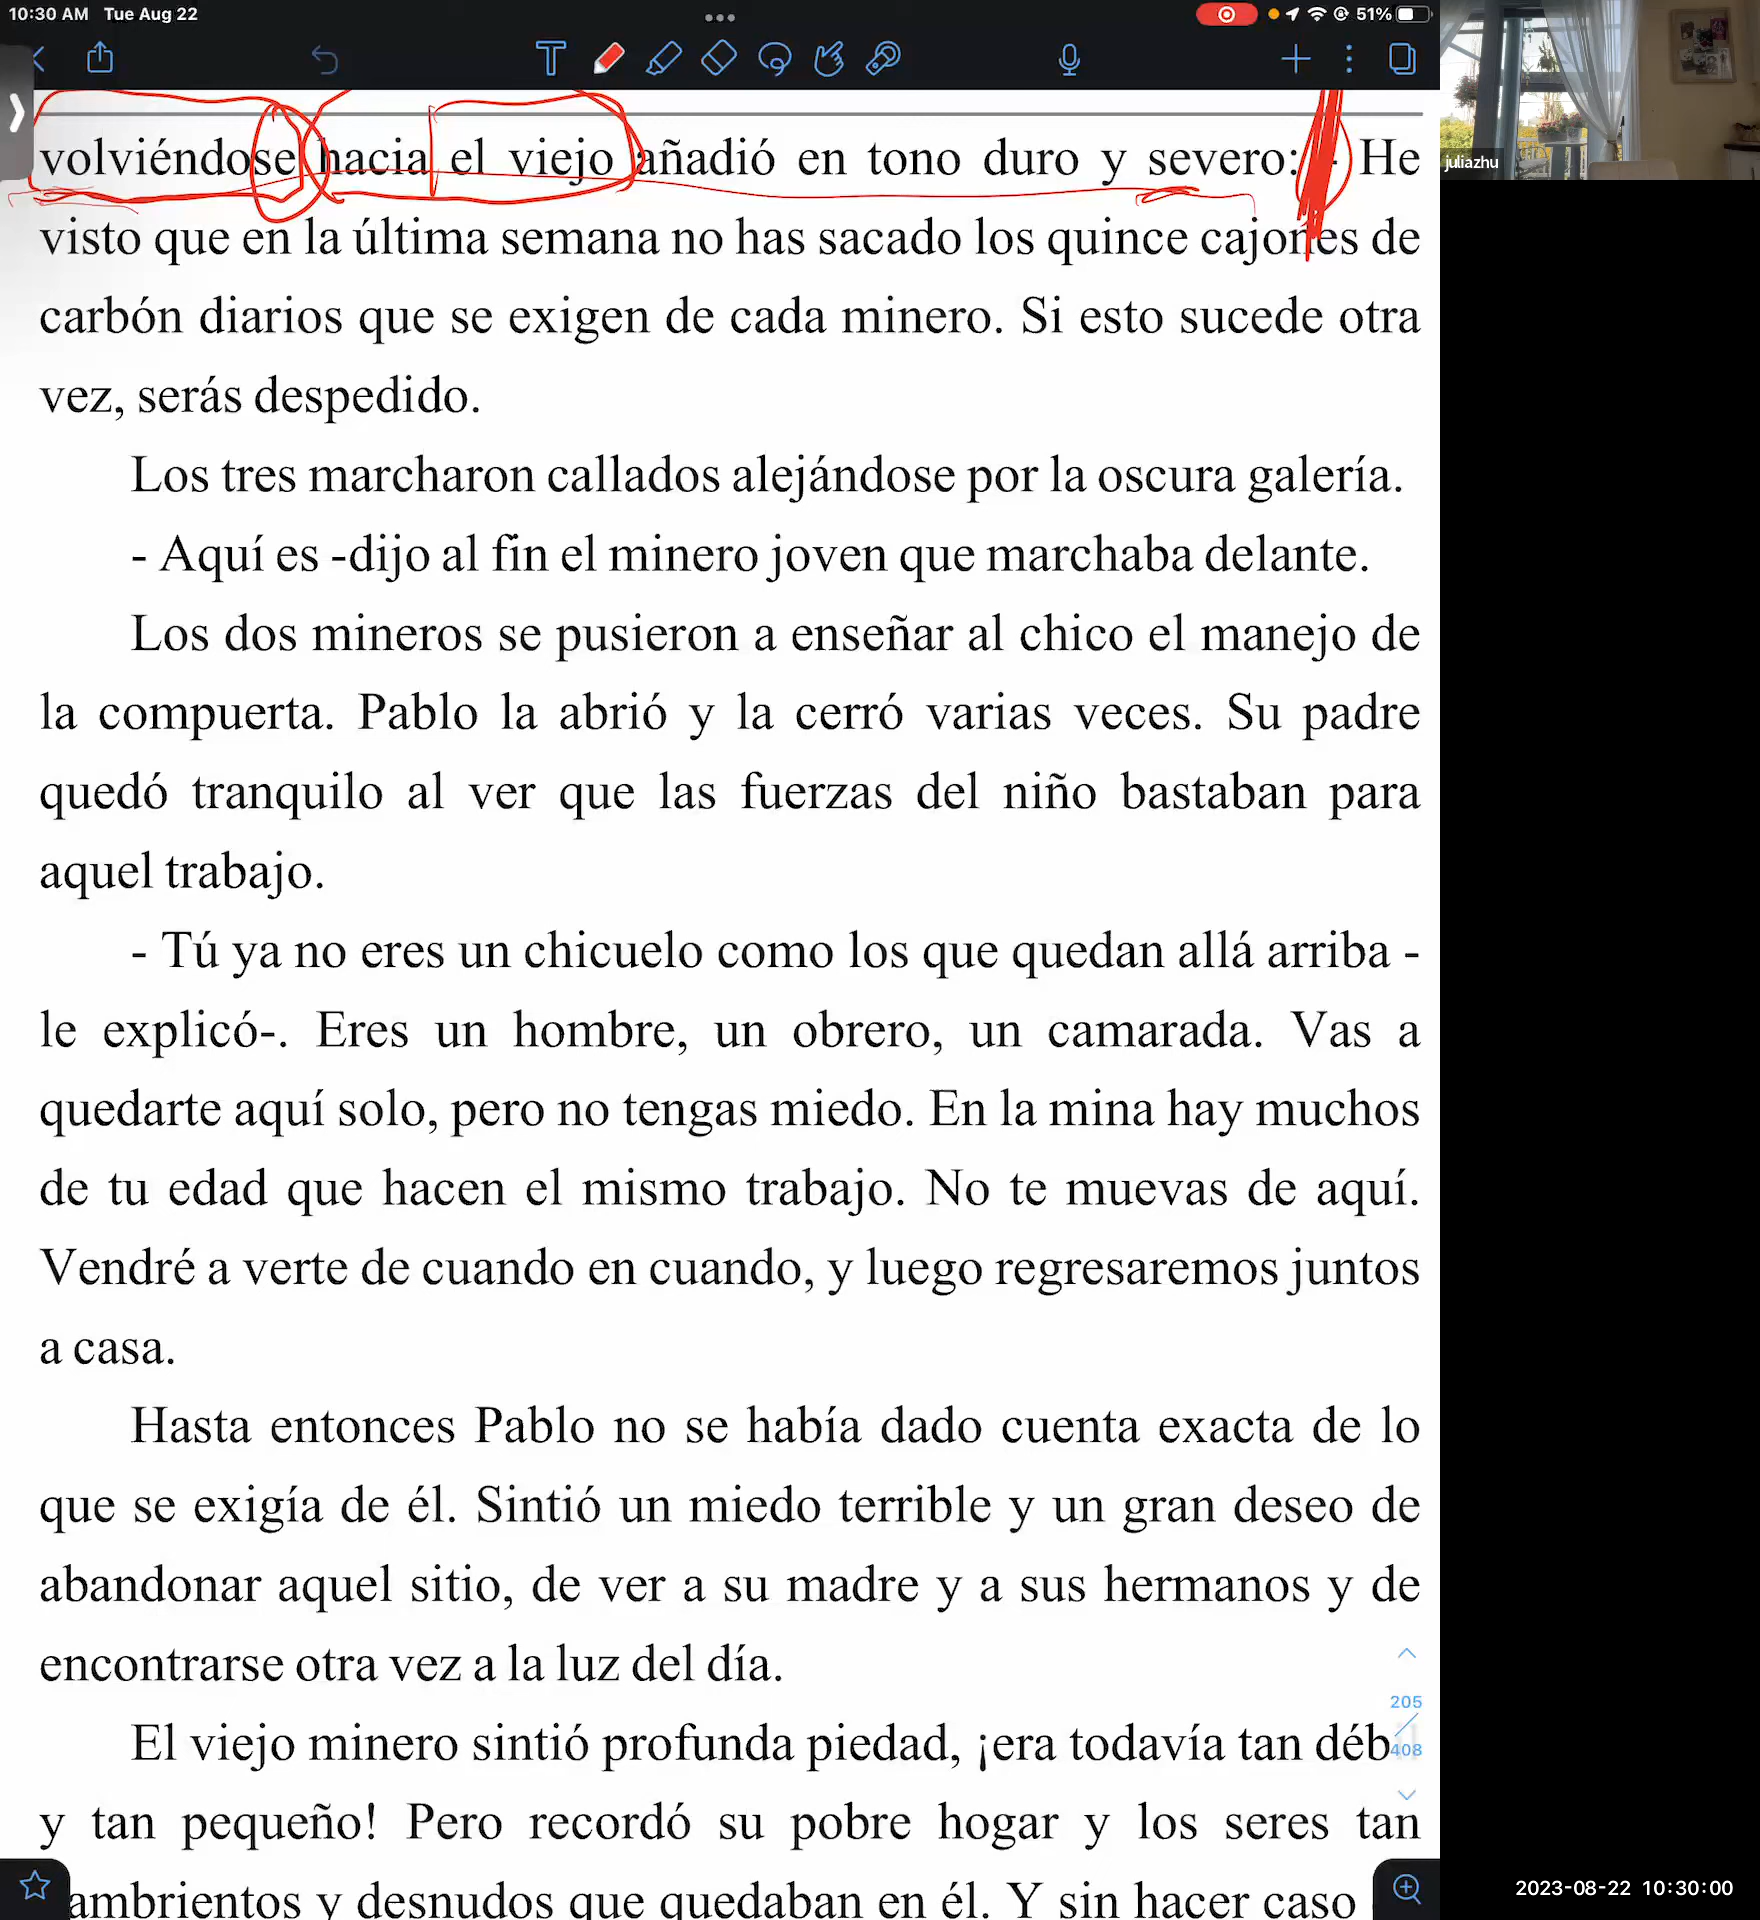 10:30 AM Tue Aug 22
51%
juliazhu
volviéndose hacia el viejo añadió en tono duro y severo: - He
visto que en la última semana no has sacado los quince cajones de
carbón diarios que se exigen de cada minero. Si esto sucede otra
vez, serás despedido.
Los tres marcharon callados alejándose por la oscura galería.
- Aquí es -dijo al fin el minero joven que marchaba delante.
Los dos mineros se pusieron a enseñar al chico el manejo de
la compuerta. Pablo la abrió y la cerró varias veces. Su padre
quedó tranquilo al ver que las fuerzas del niño bastaban para
aquel trabajo.
- Tú ya no eres un chicuelo como los que quedan allá arriba -
le explicó-. Eres un hombre, un obrero, un camarada. Vas a
quedarte aquí solo, pero no tengas miedo. En la mina hay muchos
de tu edad que hacen el mismo trabajo. No te muevas de aquí.
Vendré a verte de cuando en cuando, y luego regresaremos juntos
a casa.
Hasta entonces Pablo no se había dado cuenta exacta de lo
que se exigía de él. Sintió un miedo terrible y un gran deseo de
abandonar aquel sitio, de ver a su madre y a sus hermanos y de
encontrarse otra vez a la luz del día.
205
El viejo minero sintió profunda piedad, ¡era todavía tan déb
408
y tan pequeño! Pero recordó su pobre hogar y los seres tan
ambrientos y desnudos que quedaban en él. Y sin hacer caso
2023-08-22 10:30:00